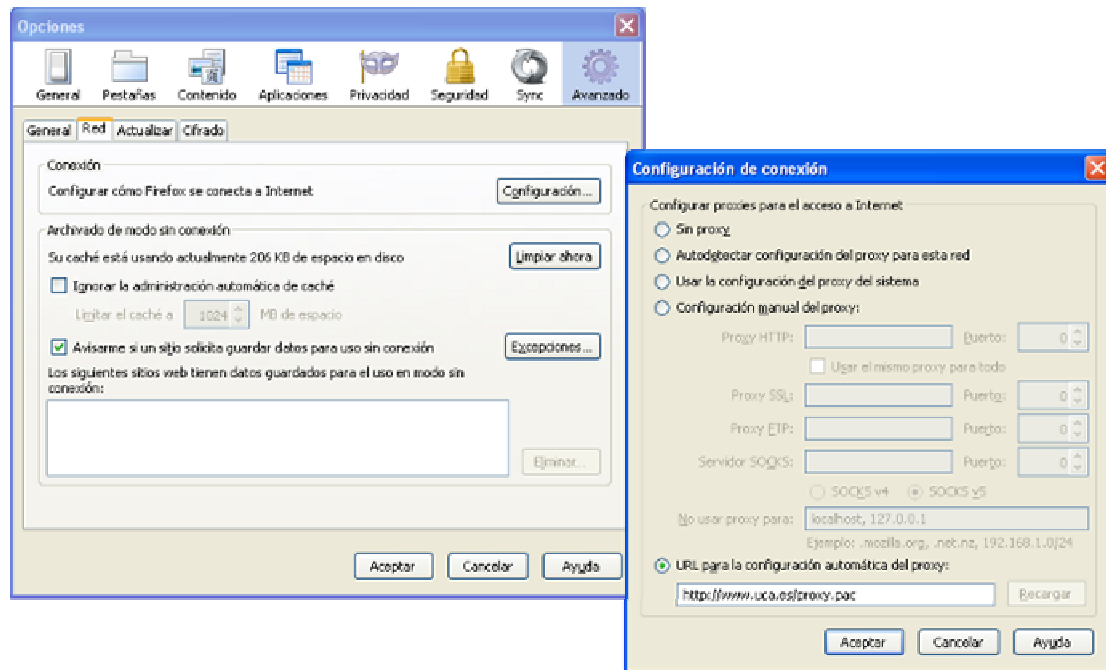 Opciones
General Pestañas Contenido Aplicaciones Privacidad Seguridad Sync Avanzado
General Red Actualizar Cifrado
Conexión
Configurar cómo Firefox se conecta a Internet Configuración...
Archivado de modo sin conexión
Su caché está usando actualmente 206 KB de espacio en disco Limpiar ahora
Ignorar la administración automática de caché
Limitar el caché a 1024 MB de espacio
Avisarme si un sitio solicita guardar datos para uso sin conexión Excepciones...
Los siguientes sitios web tienen datos guardados para el uso en modo sin
conexión:
Eliminar...
Aceptar Cancelar Ayuda
Configuración de conexión
Configurar proxies para el acceso a Internet
Sin proxy
Autodetectar configuración del proxy para esta red
Usar la configuración del proxy del sistema
Configuración manual del proxy:
Proxy HTTP: Puerto: 0
Usar el mismo proxy para todo
Proxy SSL: Puerto: 0
Proxy FTP: Puerto: 0
Servidor SOCKS: Puerto: 0
SOCKS v4 SOCKS v5
No usar proxy para: localhost, 127.0.0.1
Ejemplo: .mozilla.org, .net.nz, 192.168.1.0/24
URL para la configuración automática del proxy:
http://www.uca.es/proxy.pac Recargar
Aceptar Cancelar Ayuda